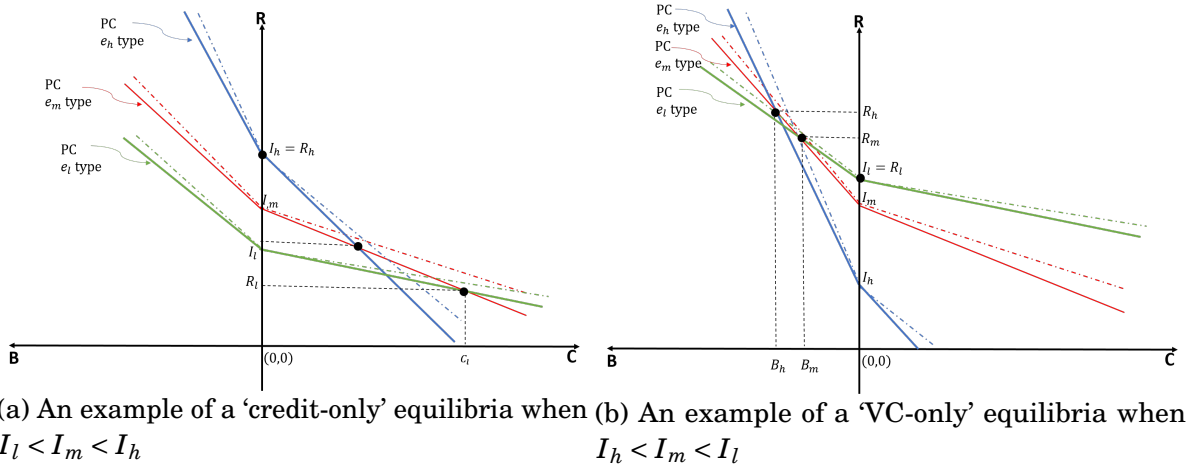 R
PC
e_h type
PC
e_m type
PC
e_l type
I_h = R_h
I_m
I_l
R_l
B
(0,0)
c_l
C
(a) An example of a ‘credit-only’ equilibria when
I_l < I_m < I_h
R
PC
e_h type
PC
e_m type
PC
e_l type
R_h
R_m
I_l = R_l
I_m
I_h
B
B_h
B_m
(0,0)
C
(b) An example of a ‘VC-only’ equilibria when
I_h < I_m < I_l